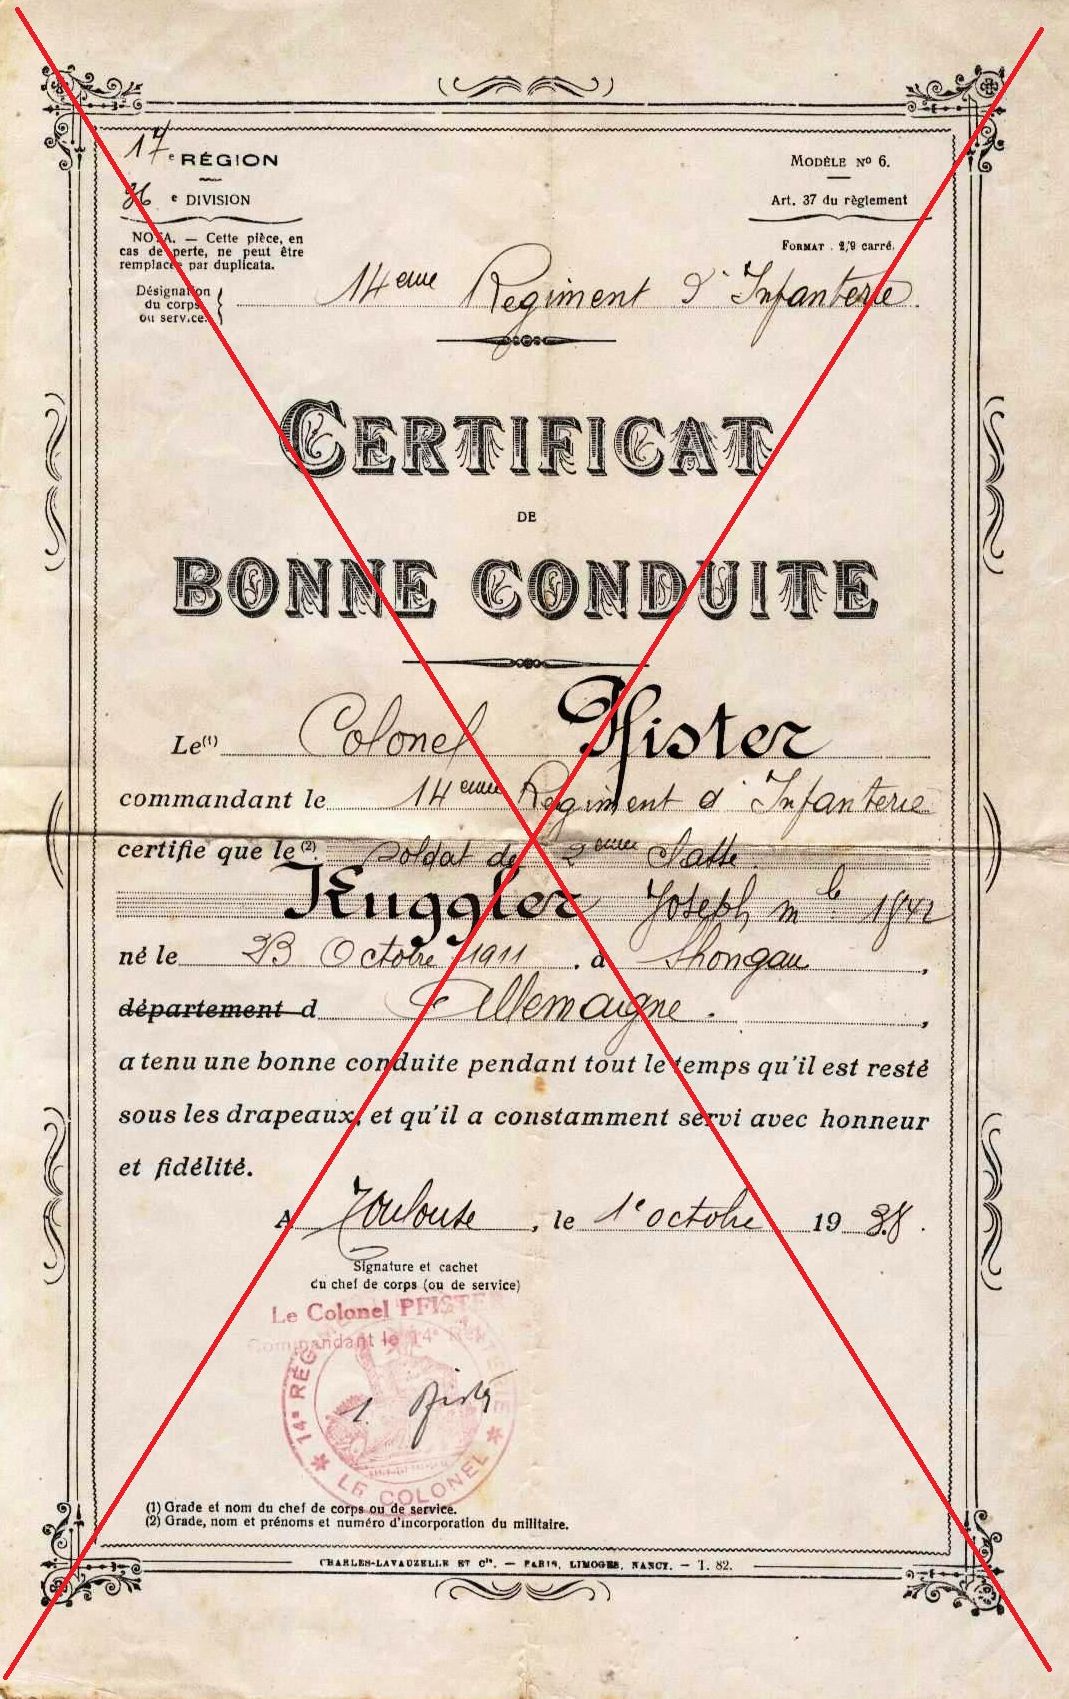 17e RÉGION
36 e DIVISION
NOTA. — Cette pièce, en
cas de perte, ne peut être
remplacée par duplicata.
Désignation
du corps
ou service.
MODÈLE No 6.
Art. 37 du règlement
FORMAT . 2/9 carré.
14eme Regiment d'Infanterie
CERTIFICAT
DE
BONNE CONDUITE
Le(1) Colonel Pfister
commandant le 14eme Regiment d'Infanterie
certifie que le(2) Soldat de 2eme Classe
Kuggler Joseph mle 1842
né le 23 Octobre 1911 . à Shongau ,
département d Allemaigne . ,
a tenu une bonne conduite pendant tout le temps qu'il est resté
sous les drapeaux, et qu'il a constamment servi avec honneur
et fidélité.
A Toulouse , le 1e octobre 19 38 .
Signature et cachet
du chef de corps (ou de service)
Le Colonel PFISTER
Commandant le 14e
14e RÉG
LE COLONEL
(1) Grade et nom du chef de corps ou de service.
(2) Grade, nom et prénoms et numéro d'incorporation du militaire.
CHARLES-LAVAUZELLE ET Cie. — PARIS, LIMOGES, NANCY. — T. 82.